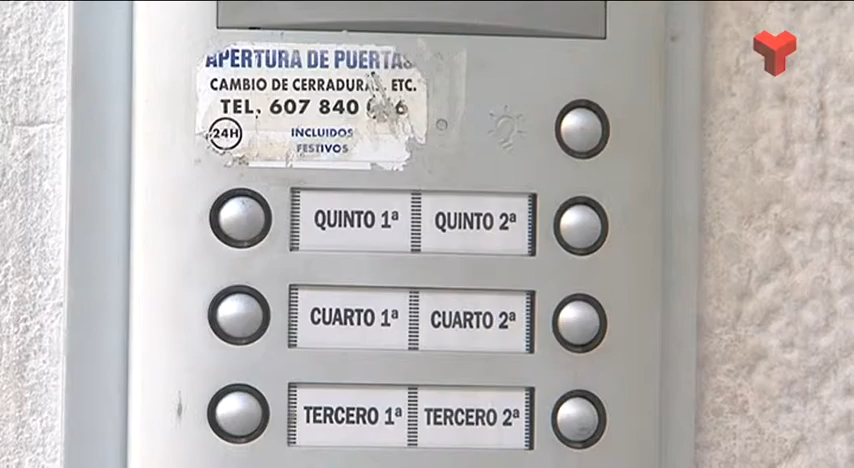 APERTURA DE PUERTAS
CAMBIO DE CERRADURAS, ETC.
TEL. 607 840
24H
INCLUIDOS
FESTIVOS
QUINTO 1ª
QUINTO 2ª
CUARTO 1ª
CUARTO 2ª
TERCERO 1ª
TERCERO 2ª